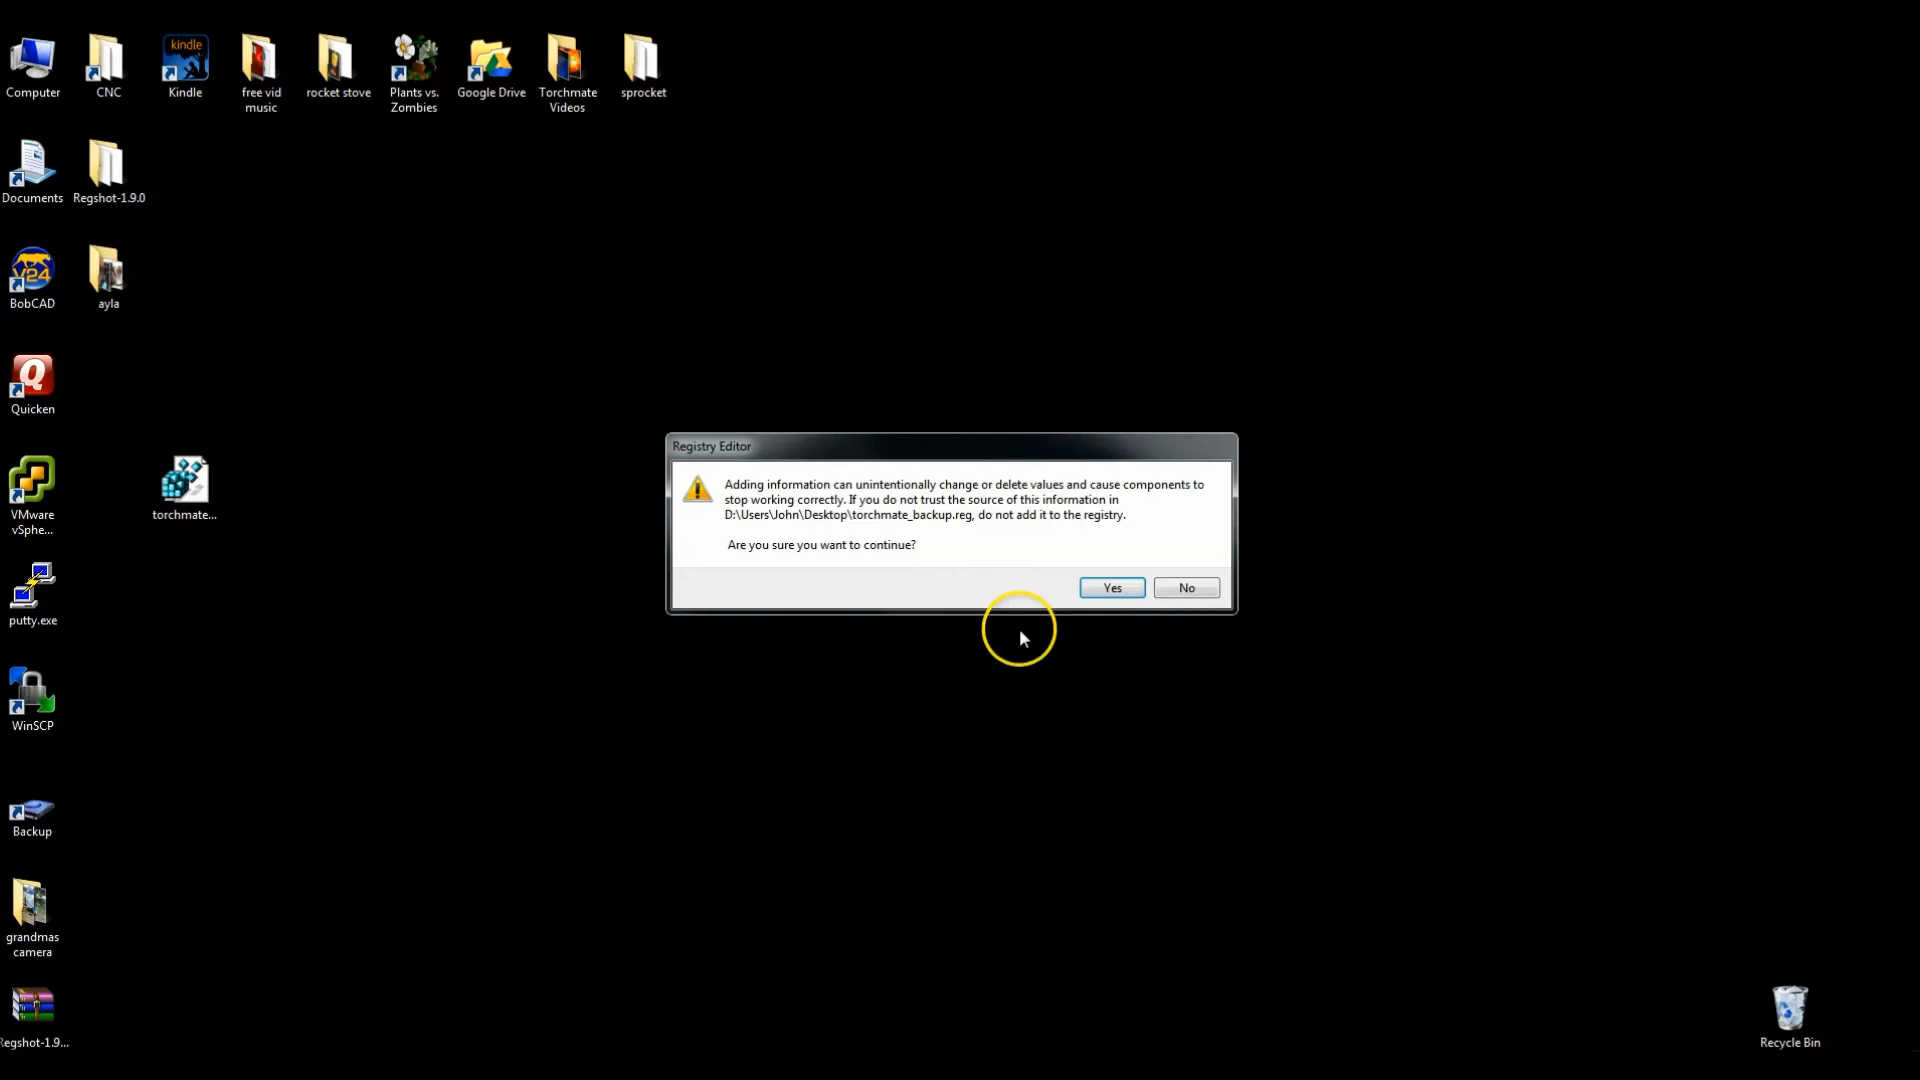 Computer
CNC
kindle
Kindle
free vid
music
rocket stove
Plants vs.
Zombies
Google Drive
Torchmate
Videos
sprocket
Documents
Regshot-1.9.0
V24
BobCAD
ayla
Q
Quicken
Registry Editor
Adding information can unintentionally change or delete values and cause components to
stop working correctly. If you do not trust the source of this information in
D:\Users\John\Desktop\torchmate_backup.reg, do not add it to the registry.
Are you sure you want to continue?
Yes
No
VMware
vSphe...
torchmate...
putty.exe
WinSCP
Backup
grandmas
camera
egshot-1.9...
Recycle Bin